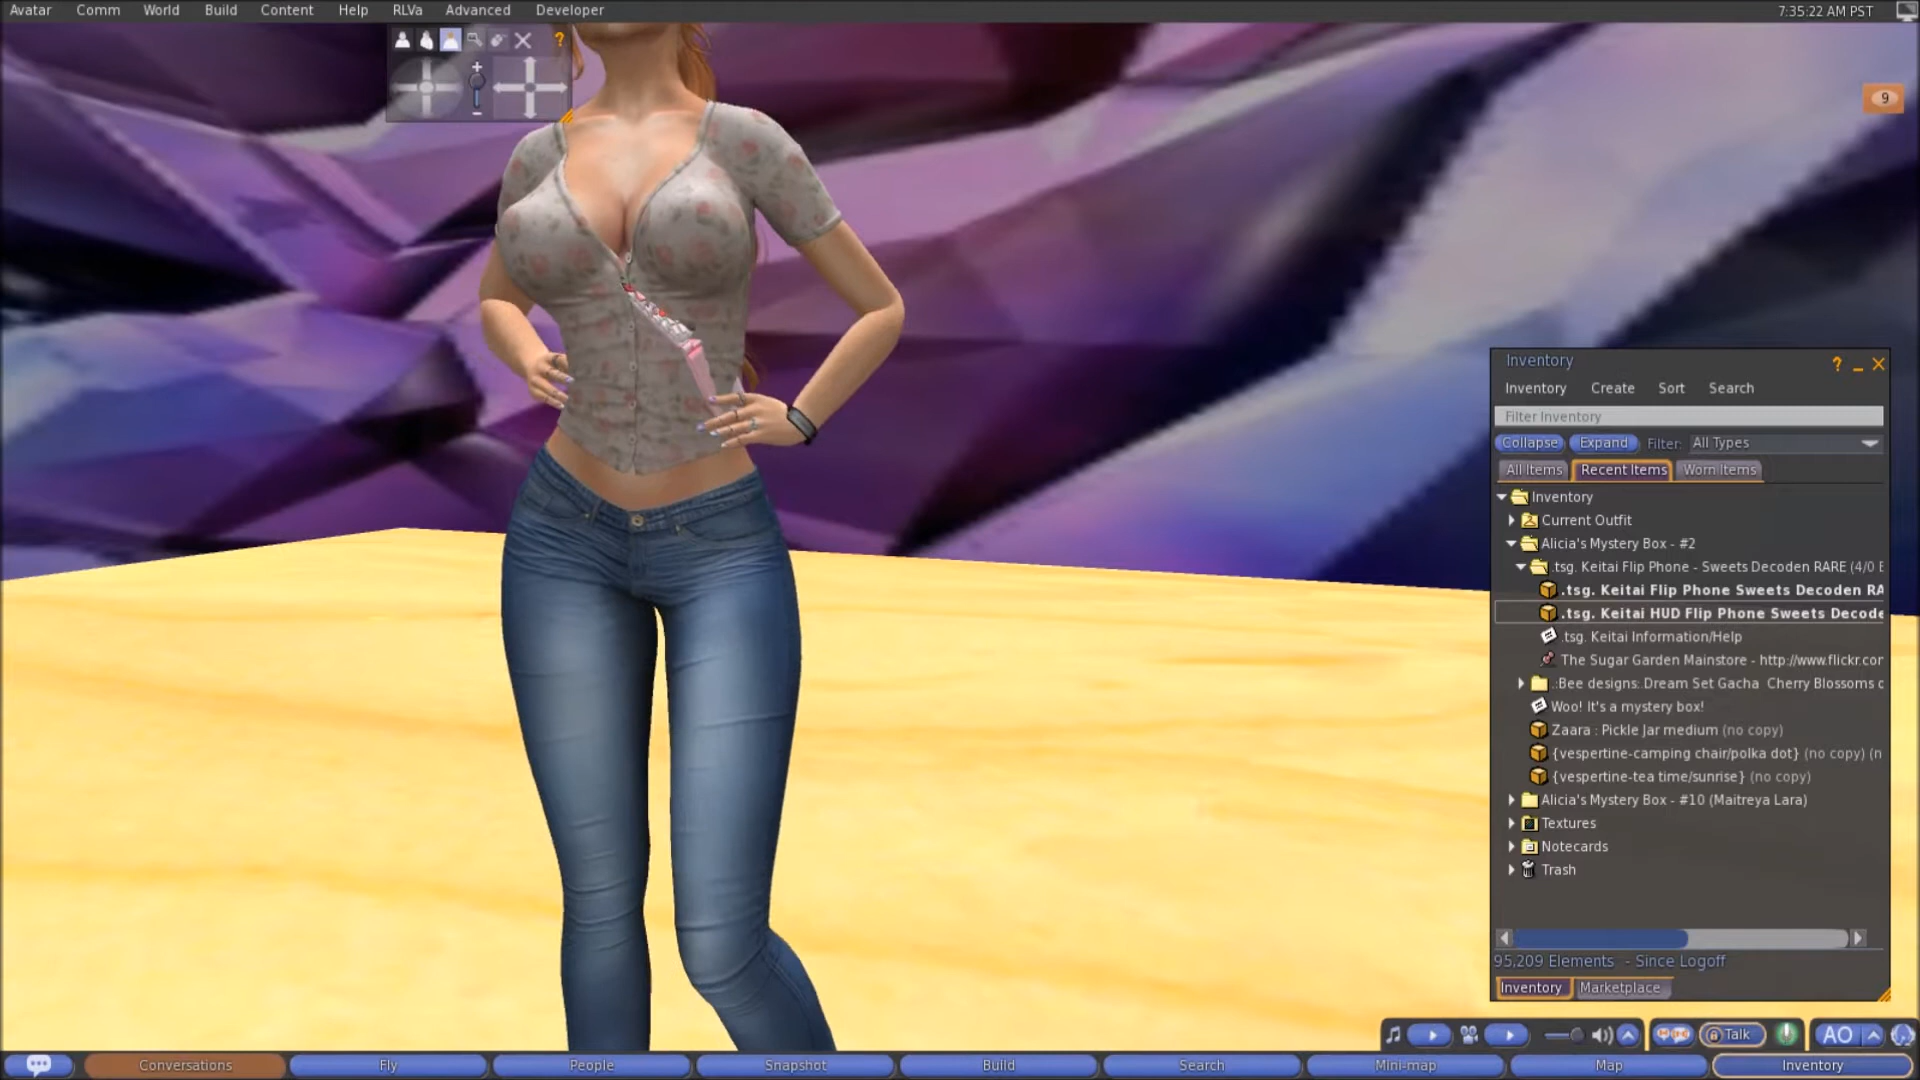 Avatar Comm World Build Content Help RLVa Advanced Developer
7:35:22 AM PST
?
9
Inventory
?
Inventory Create Sort Search
Filter Inventory
Collapse Expand Filter: All Types
All Items Recent Items Worn Items
Inventory
Current Outfit
Alicia's Mystery Box - #2
.tsg. Keitai Flip Phone - Sweets Decoden RARE (4/0 E
.tsg. Keitai Flip Phone Sweets Decoden RA
.tsg. Keitai HUD Flip Phone Sweets Decode
.tsg. Keitai Information/Help
The Sugar Garden Mainstore - http://www.flickr.cor
.:Bee designs: Dream Set Gacha Cherry Blossoms c
Woo! It's a mystery box!
Zaara : Pickle Jar medium (no copy)
{vespertine-camping chair/polka dot} (no copy) (n
{vespertine-tea time/sunrise} (no copy)
Alicia's Mystery Box - #10 (Maitreya Lara)
Textures
Notecards
Trash
95,209 Elements - Since Logoff
Inventory Marketplace
Talk AO
Conversations Fly People Snapshot Build Search Mini-map Map Inventory